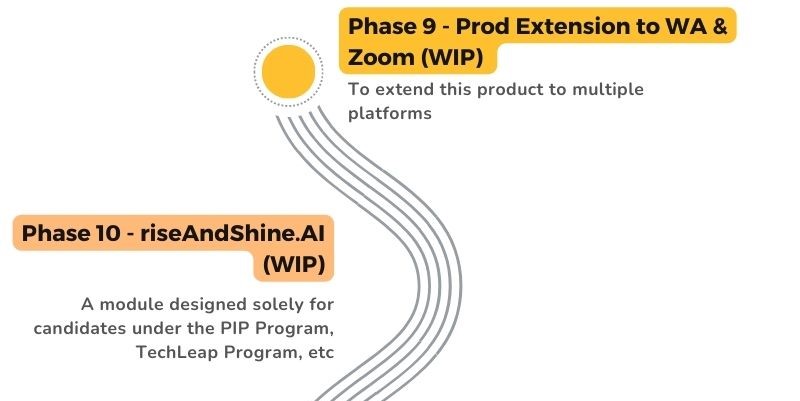 Phase 9 - Prod Extension to WA &
Zoom (WIP)
To extend this product to multiple
platforms
Phase 10 - riseAndShine.AI
(WIP)
A module designed solely for
candidates under the PIP Program,
TechLeap Program, etc